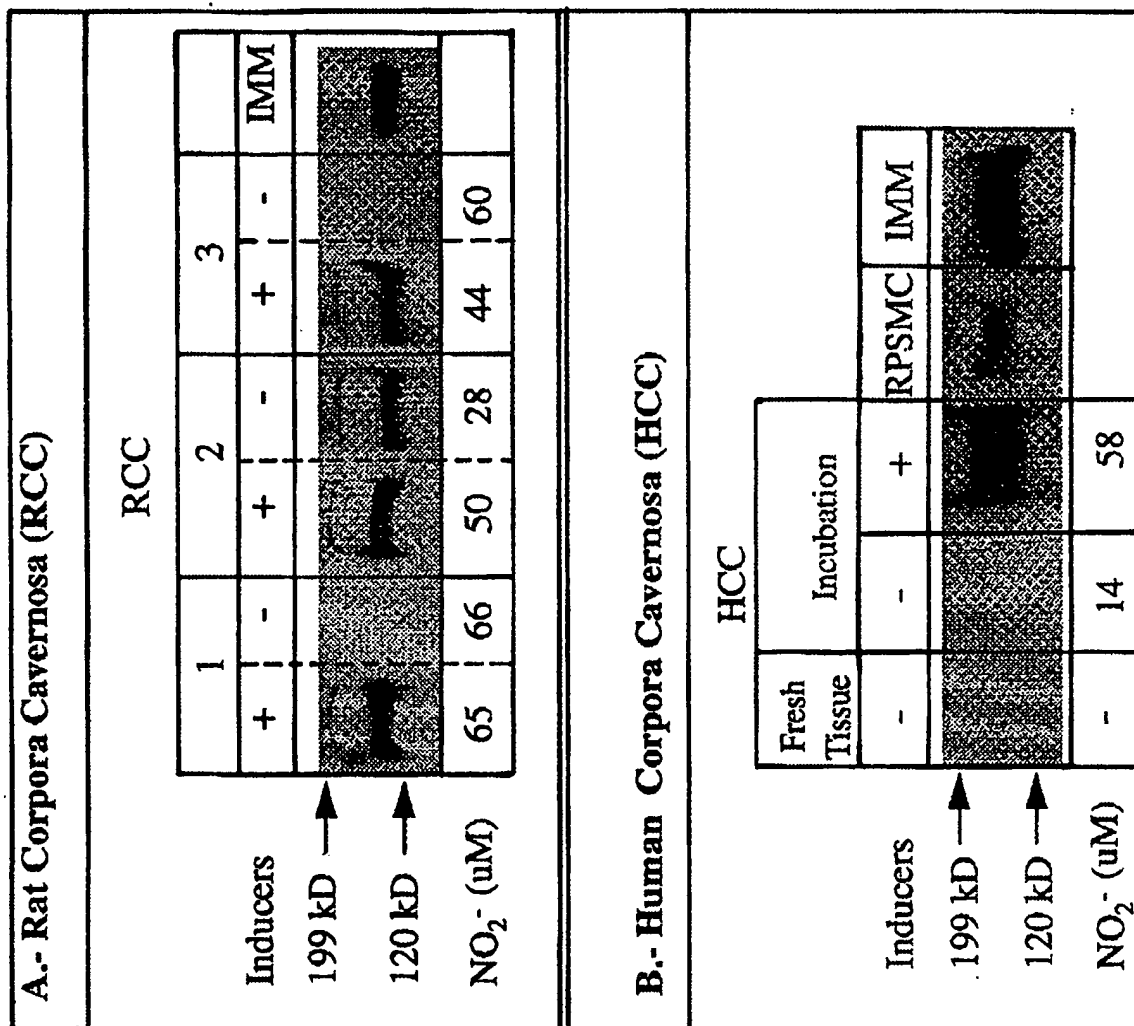 A.- Rat Corpora Cavernosa (RCC)
RCC
1 2 3
Inducers + - + - + - IMM
199 kD
120 kD
NO₂- (uM) 65 66 50 28 44 60
B.- Human Corpora Cavernosa (HCC)
HCC
Fresh
Tissue
Incubation
Inducers - - + RPSMC IMM
199 kD
120 kD
NO₂- (uM) - 14 58